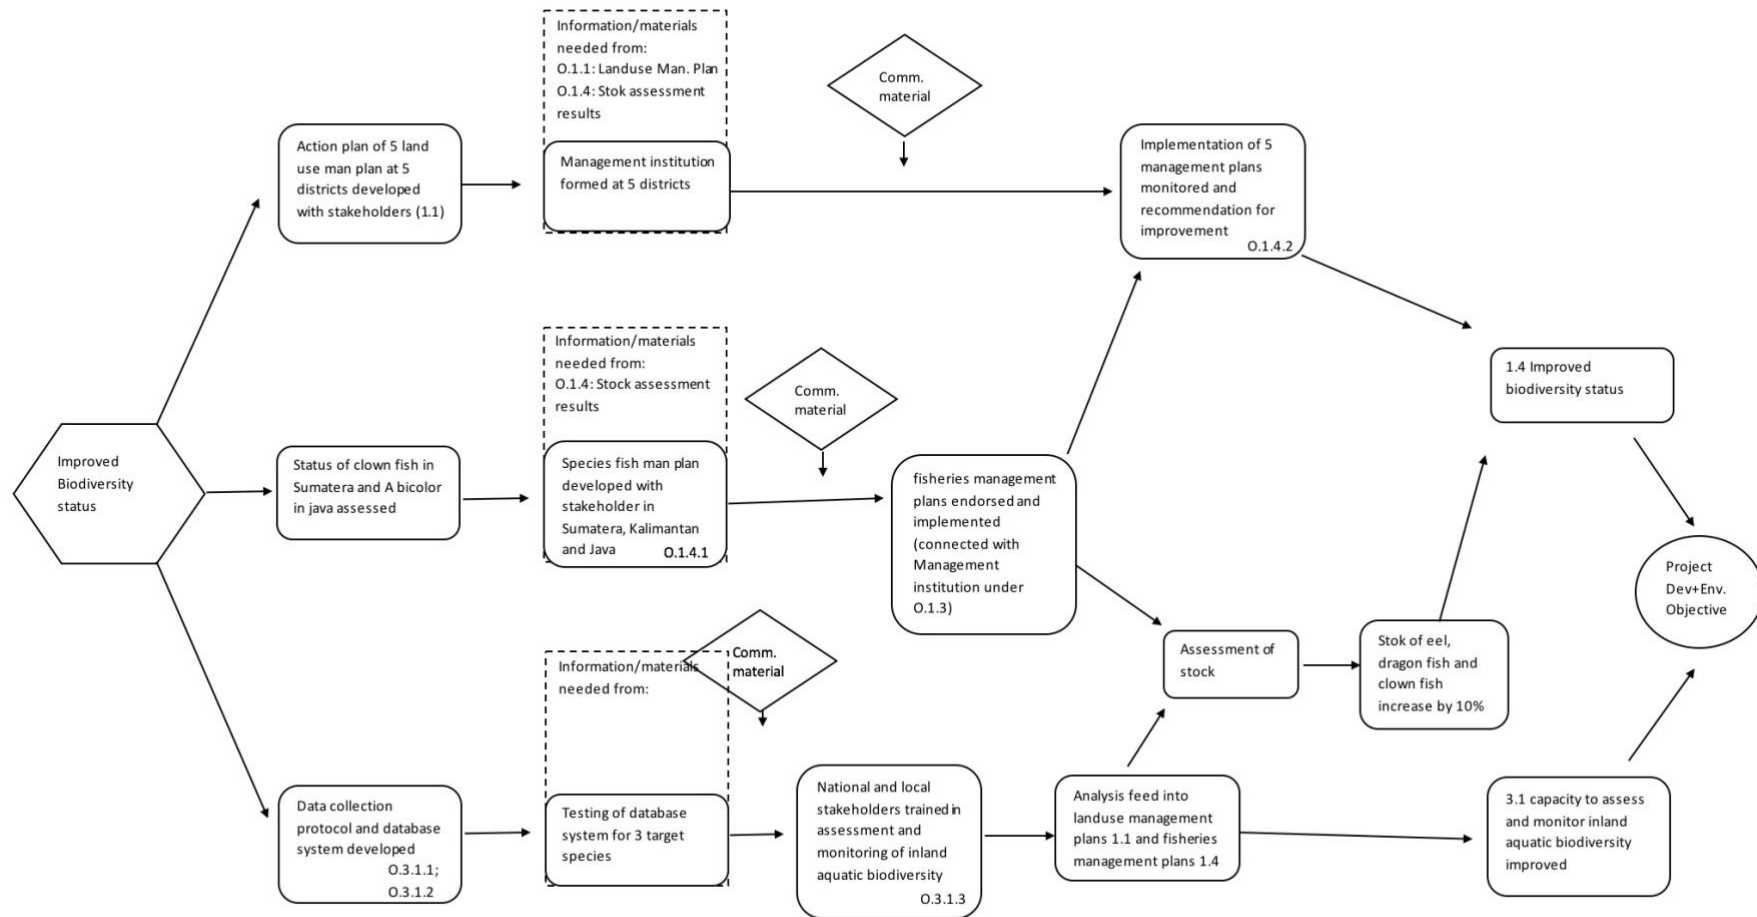 Information/materials
needed from:
O.1.1: Landuse Man. Plan
O.1.4: Stok assessment
results
Comm.
material
Action plan of 5 land
use man plan at 5
districts developed
with stakeholders (1.1)
Management institution
formed at 5 districts
Implementation of 5
management plans
monitored and
recommendation for
improvement
O.1.4.2
Information/materials
needed from:
O.1.4: Stock assessment
results
Comm.
material
1.4 Improved
biodiversity status
Improved
Biodiversity
status
Status of clown fish in
Sumatera and A bicolor
in java assessed
Species fish man plan
developed with
stakeholder in
Sumatera, Kalimantan
and Java
O.1.4.1
fisheries management
plans endorsed and
implemented
(connected with
Management
institution under
O.1.3)
Project
Dev+Env.
Objective
Information/materials
needed from:
Comm.
material
Assessment of
stock
Stok of eel,
dragon fish and
clown fish
increase by 10%
Data collection
protocol and database
system developed
O.3.1.1;
O.3.1.2
Testing of database
system for 3 target
species
National and local
stakeholders trained in
assessment and
monitoring of inland
aquatic biodiversity
O.3.1.3
Analysis feed into
landuse management
plans 1.1 and fisheries
management plans 1.4
3.1 capacity to assess
and monitor inland
aquatic biodiversity
improved